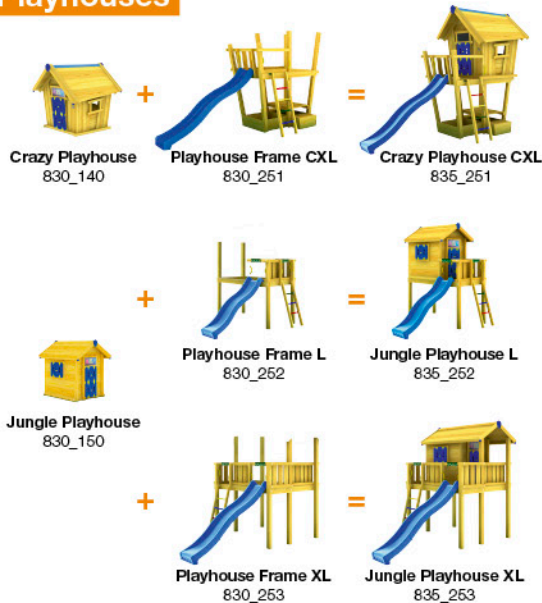 Playhouses
+
=
Crazy Playhouse
830_140
Playhouse Frame CXL
830_251
Crazy Playhouse CXL
835_251
+
=
Playhouse Frame L
830_252
Jungle Playhouse L
835_252
Jungle Playhouse
830_150
+
=
Playhouse Frame XL
830_253
Jungle Playhouse XL
835_253